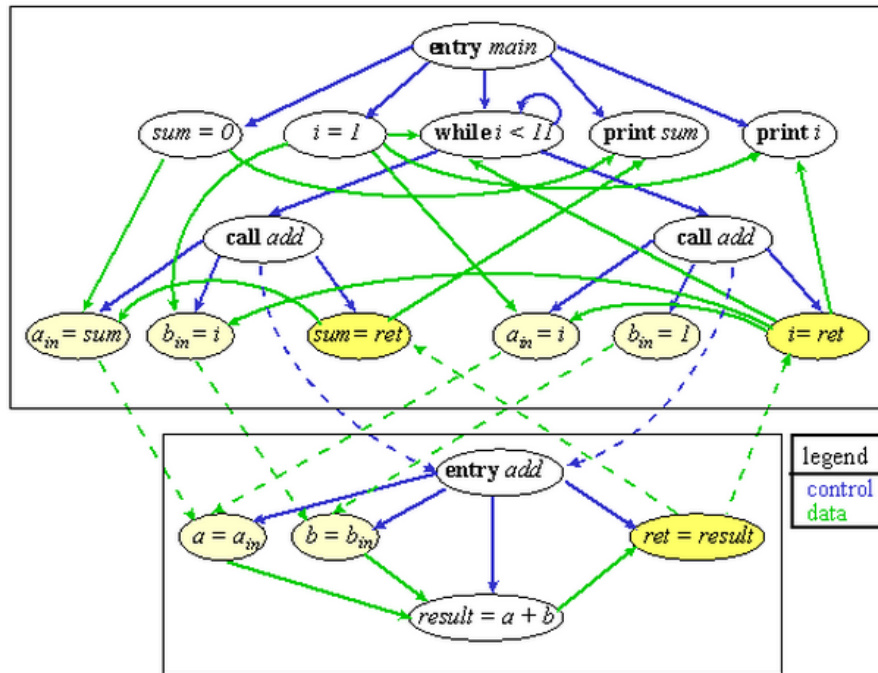 entry main
sum = 0
i = 1
while i < 11
print sum
print i
call add
call add
a_in = sum
b_in = i
sum = ret
a_in = i
b_in = 1
i = ret
entry add
legend
control
data
a = a_in
b = b_in
ret = result
result = a + b